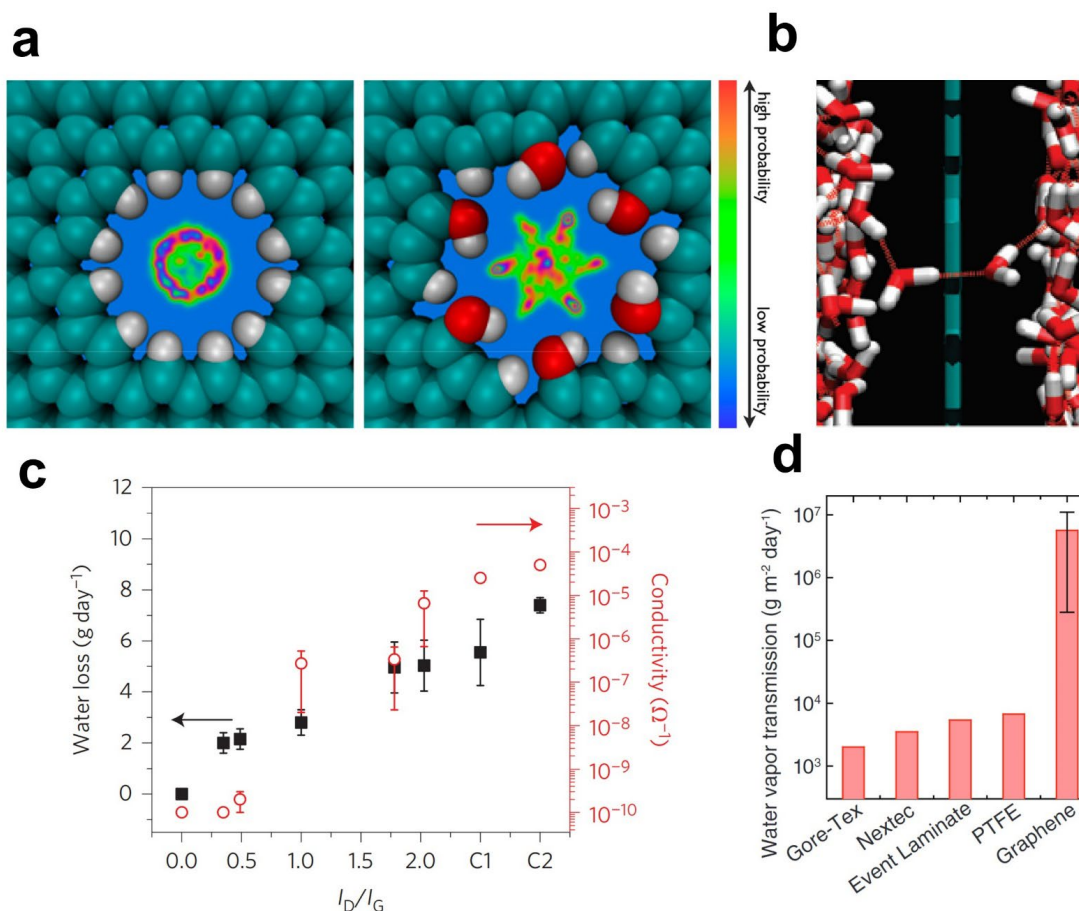 a
high probability
low probability
b
c
12
10
8
6
4
2
0
Water loss (g day⁻¹)
0.0
0.5
1.0
1.5
2.0
C1
C2
I_D/I_G
10⁻³
10⁻⁴
10⁻⁵
10⁻⁶
10⁻⁷
10⁻⁸
10⁻⁹
10⁻¹⁰
Conductivity (Ω⁻¹)
d
Water vapor transmission (g m⁻² day⁻¹)
10⁷
10⁶
10⁵
10⁴
10³
Gore-Tex
Nextec
Event Laminate
PTFE
Graphene